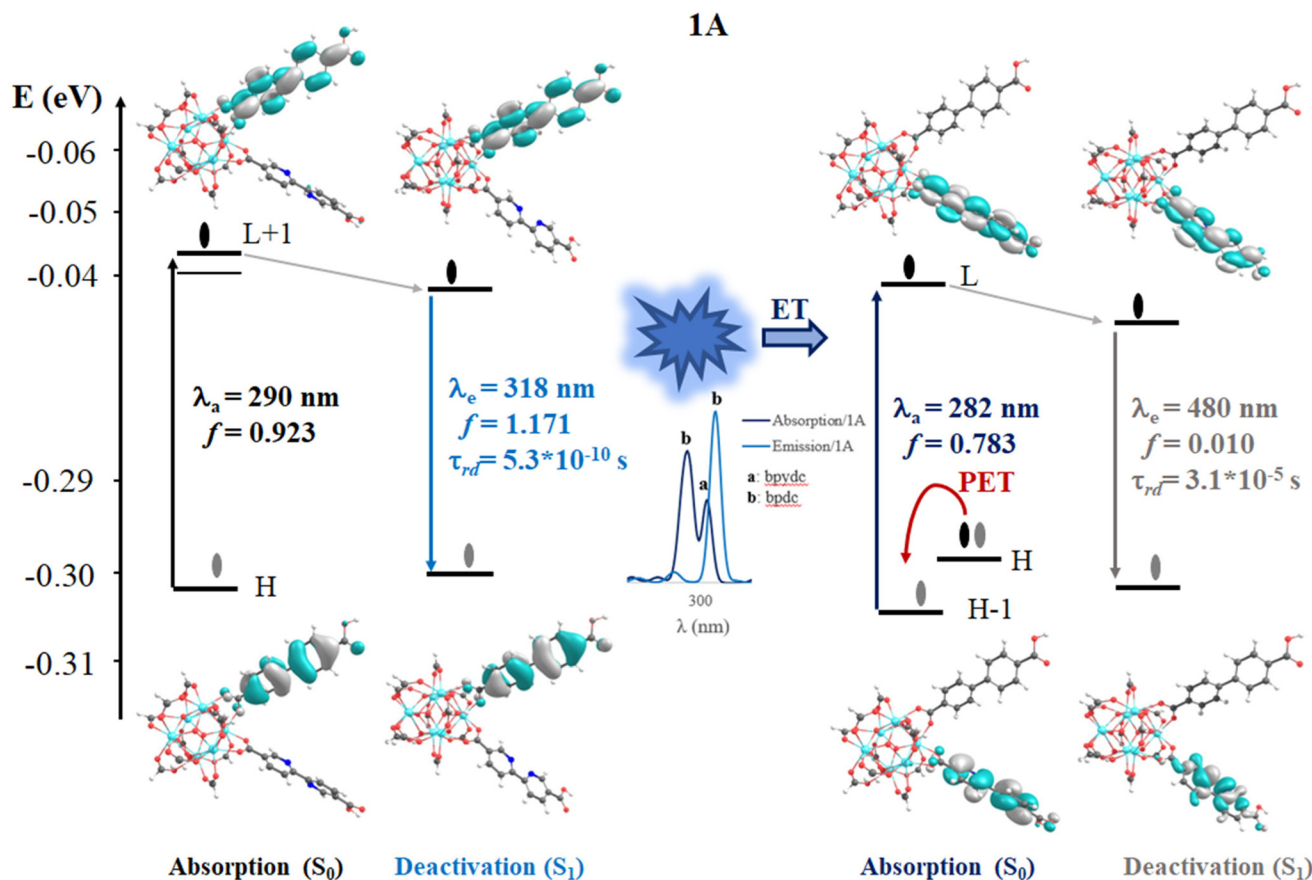 1A
E (eV)
-0.06
-0.05
-0.04
-0.29
-0.30
-0.31
L+1
λa = 290 nm
f = 0.923
H
λe = 318 nm
f = 1.171
τrd = 5.3*10-10 s
ET
b
b
a
Absorption/1A
Emission/1A
a: bpydc
b: bpdc
300
λ (nm)
L
λa = 282 nm
f = 0.783
PET
H
H-1
λe = 480 nm
f = 0.010
τrd = 3.1*10-5 s
Absorption (S0)
Deactivation (S1)
Absorption (S0)
Deactivation (S1)